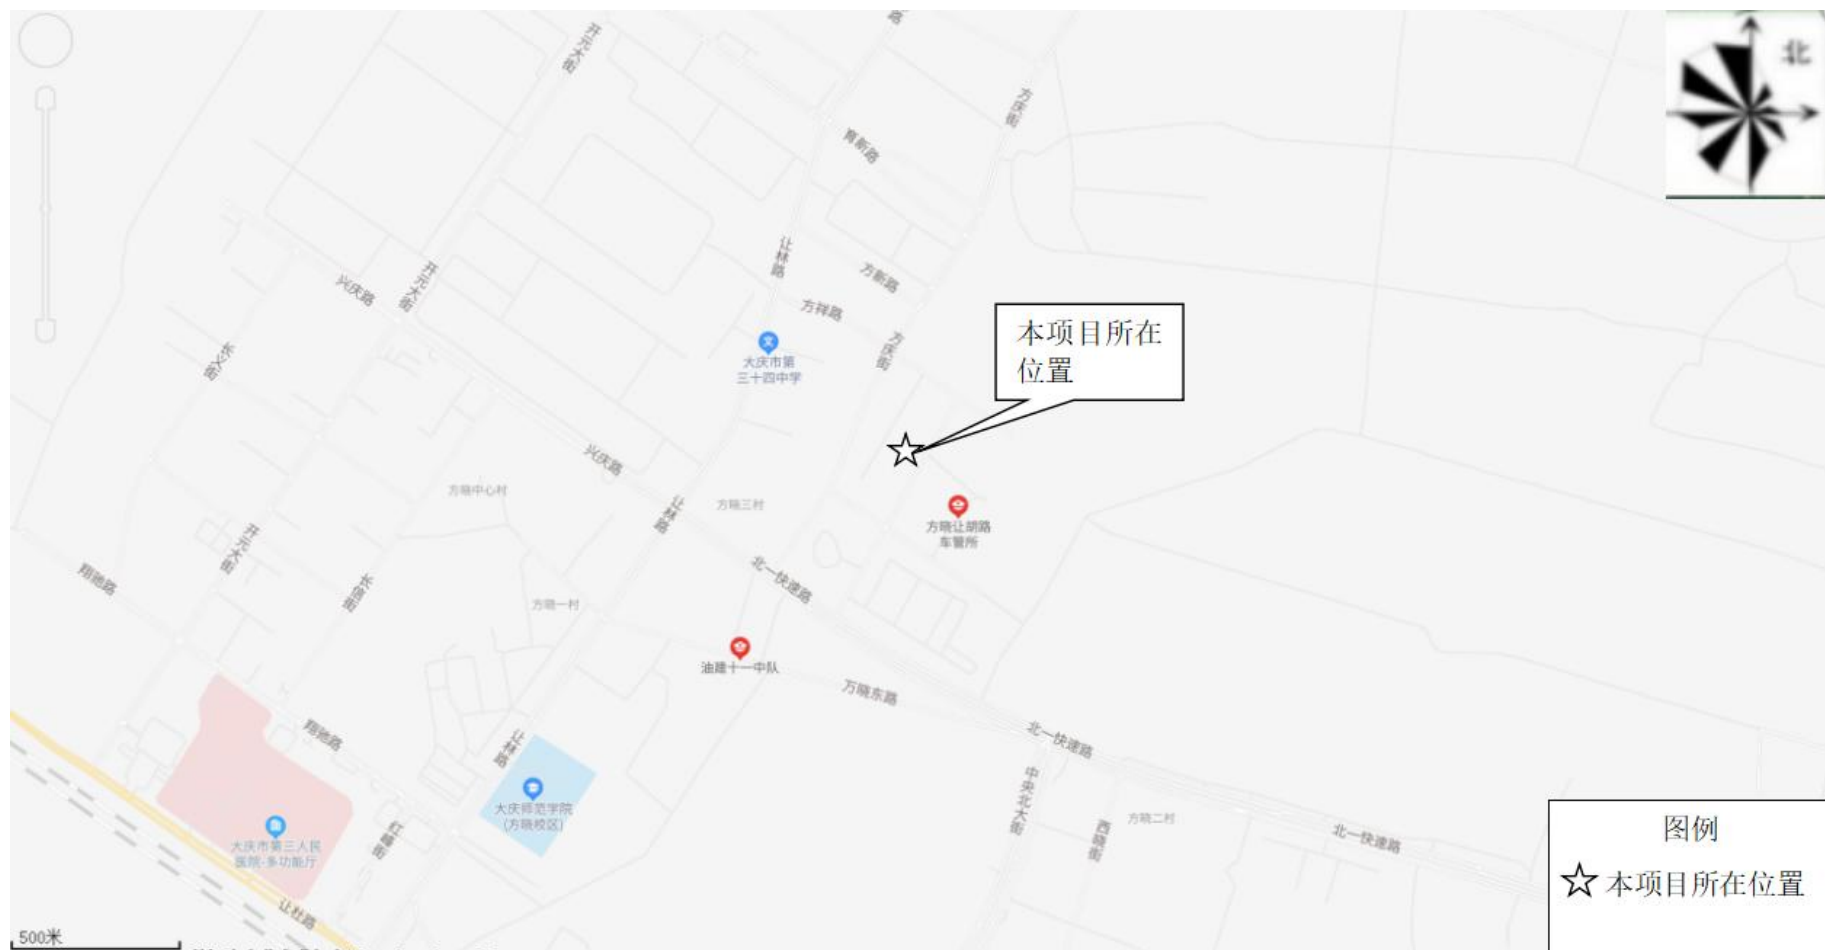 开元大街
路
北
方庆街
育新路
让林路
方新路
开元大街
兴庆路
方祥路
本项目所在
位置
方庆街
长义街
大庆市第
三十四中学
兴庆路
方晓中心村
让林路
方晓三村
方晓让胡路
车管所
开元大街
翔驰路
长信街
北一快速路
方晓一村
油建十一中队
万晓东路
翔驰路
让林路
北一快速路
中央北大街
大庆师范学院
(方晓校区)
红峰街
大庆市第三人民
医院-多功能厅
西晓街
方晓二村
北一快速路
图例
本项目所在位置
让杜路
500米